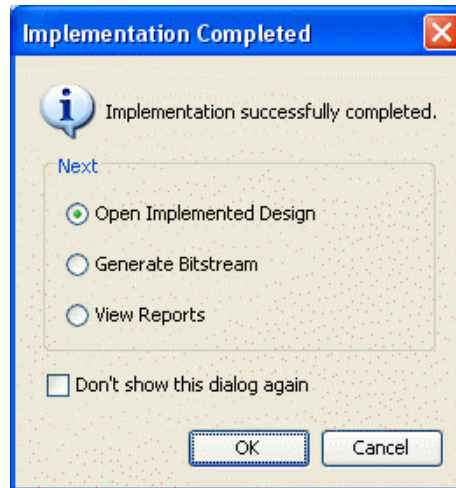 Implementation Completed
Implementation successfully completed.
Next
Open Implemented Design
Generate Bitstream
View Reports
Don't show this dialog again
OK
Cancel